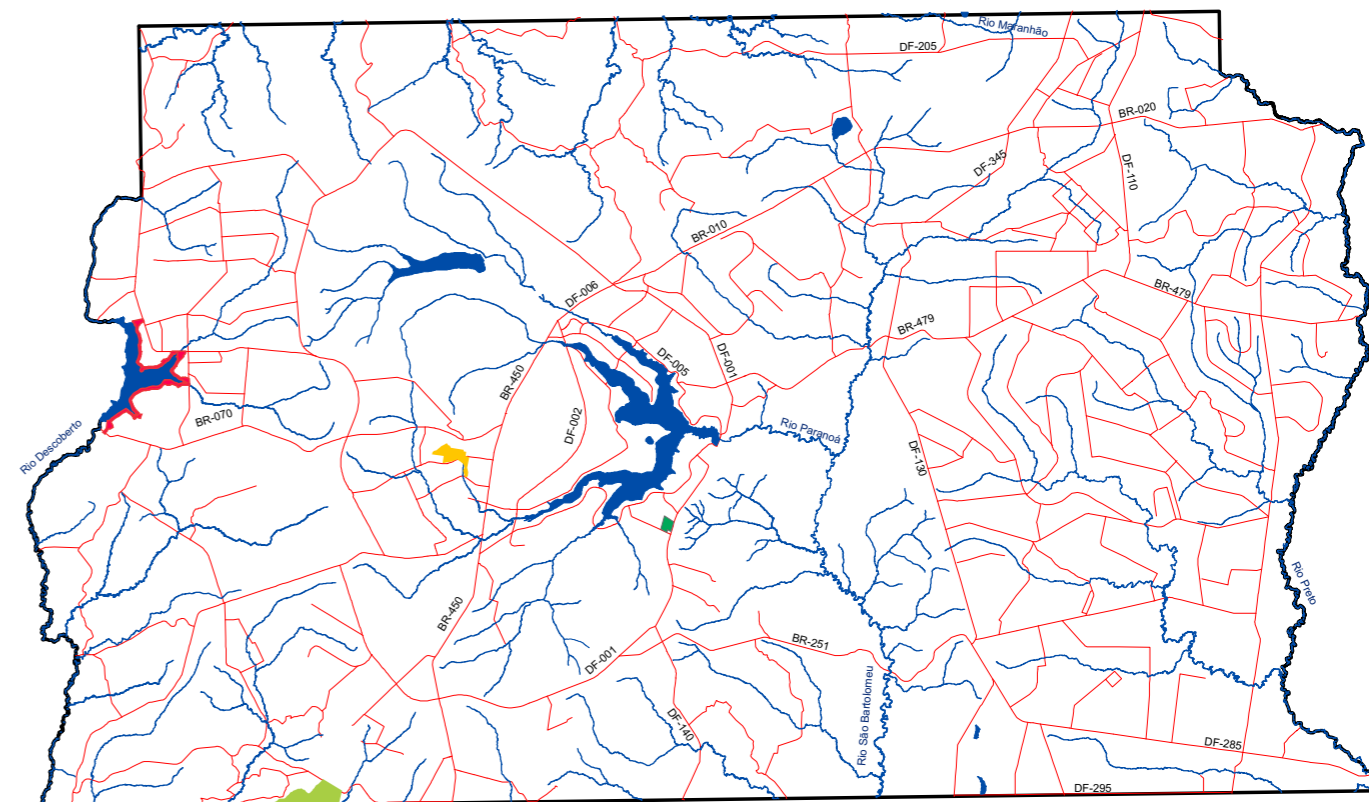 Rio Maranhão
DF-205
BR-020
DF-345
DF-110
BR-010
DF-006
BR-479
BR-479
DF-005
DF-001
BR-450
DF-002
BR-070
Rio Descoberto
Rio Paranoá
DF-130
Rio Preto
BR-450
BR-251
DF-001
Rio São Bartolomeu
DF-140
DF-285
DF-295